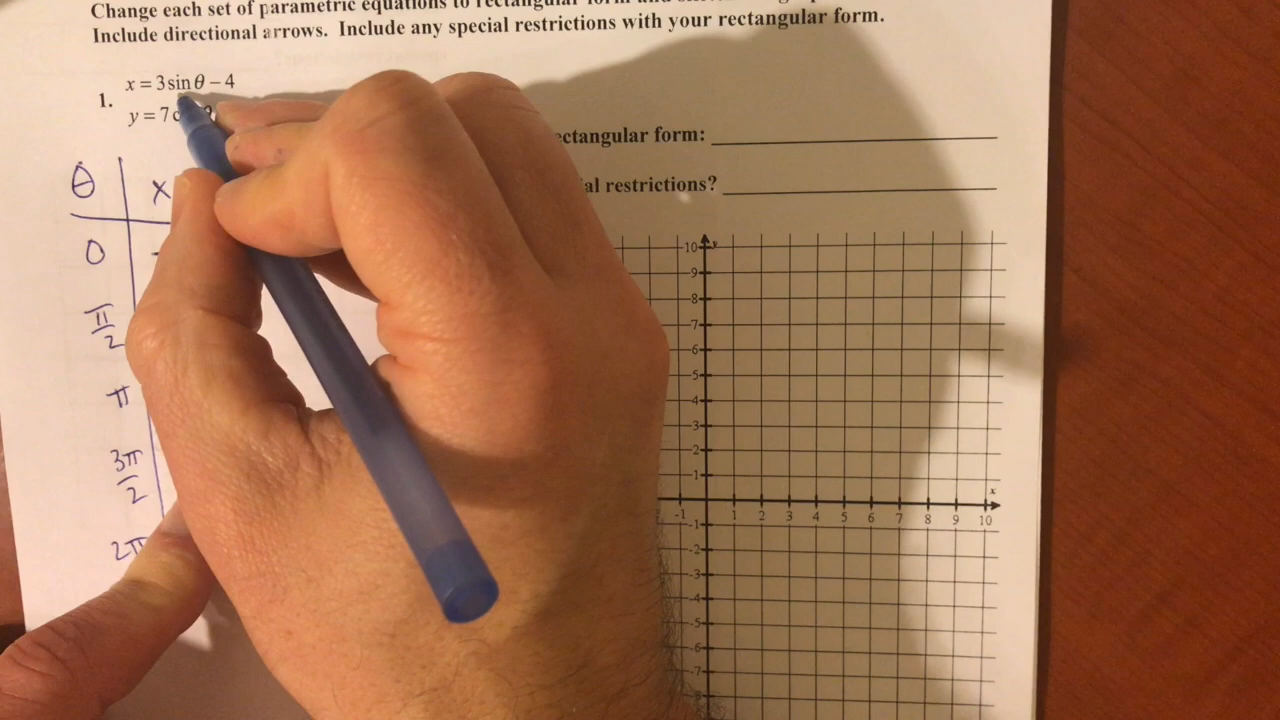 Change each set of parametric equations to rectangular form and
Include directional arrows. Include any special restrictions with your rectangular form.
1.
x = 3sinθ – 4
y = 7c
ectangular form:
al restrictions?
θ x
0 -
π/2
π
3π/2
2π
y
10
9
8
7
6
5
4
3
2
1
-1 1 2 3 4 5 6 7 8 9 10 x
-1
-2
-3
-4
-5
-6
-7
-8